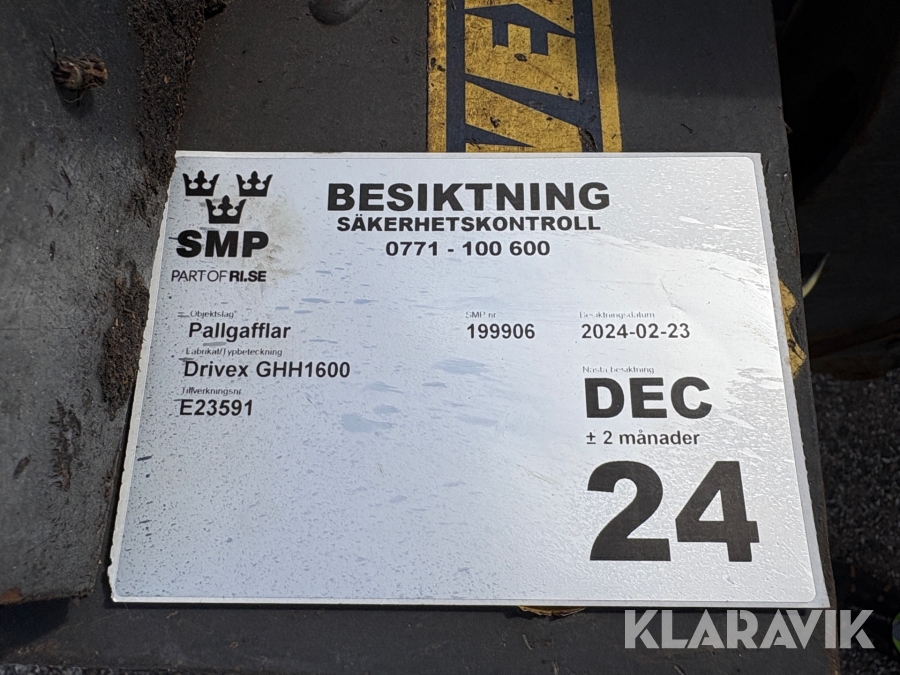 BESIKTNING
SÄKERHETSKONTROLL
0771 - 100 600
SMP
PART OF RI.SE
Objektslag
Pallgafflar
SMP nr
199906
Besiktningsdatum
2024-02-23
Fabrikat/Typbeteckning
Drivex GHH1600
Tillverkningsnr
E23591
Nästa besiktning
DEC
± 2 månader
24
KLARAVIK